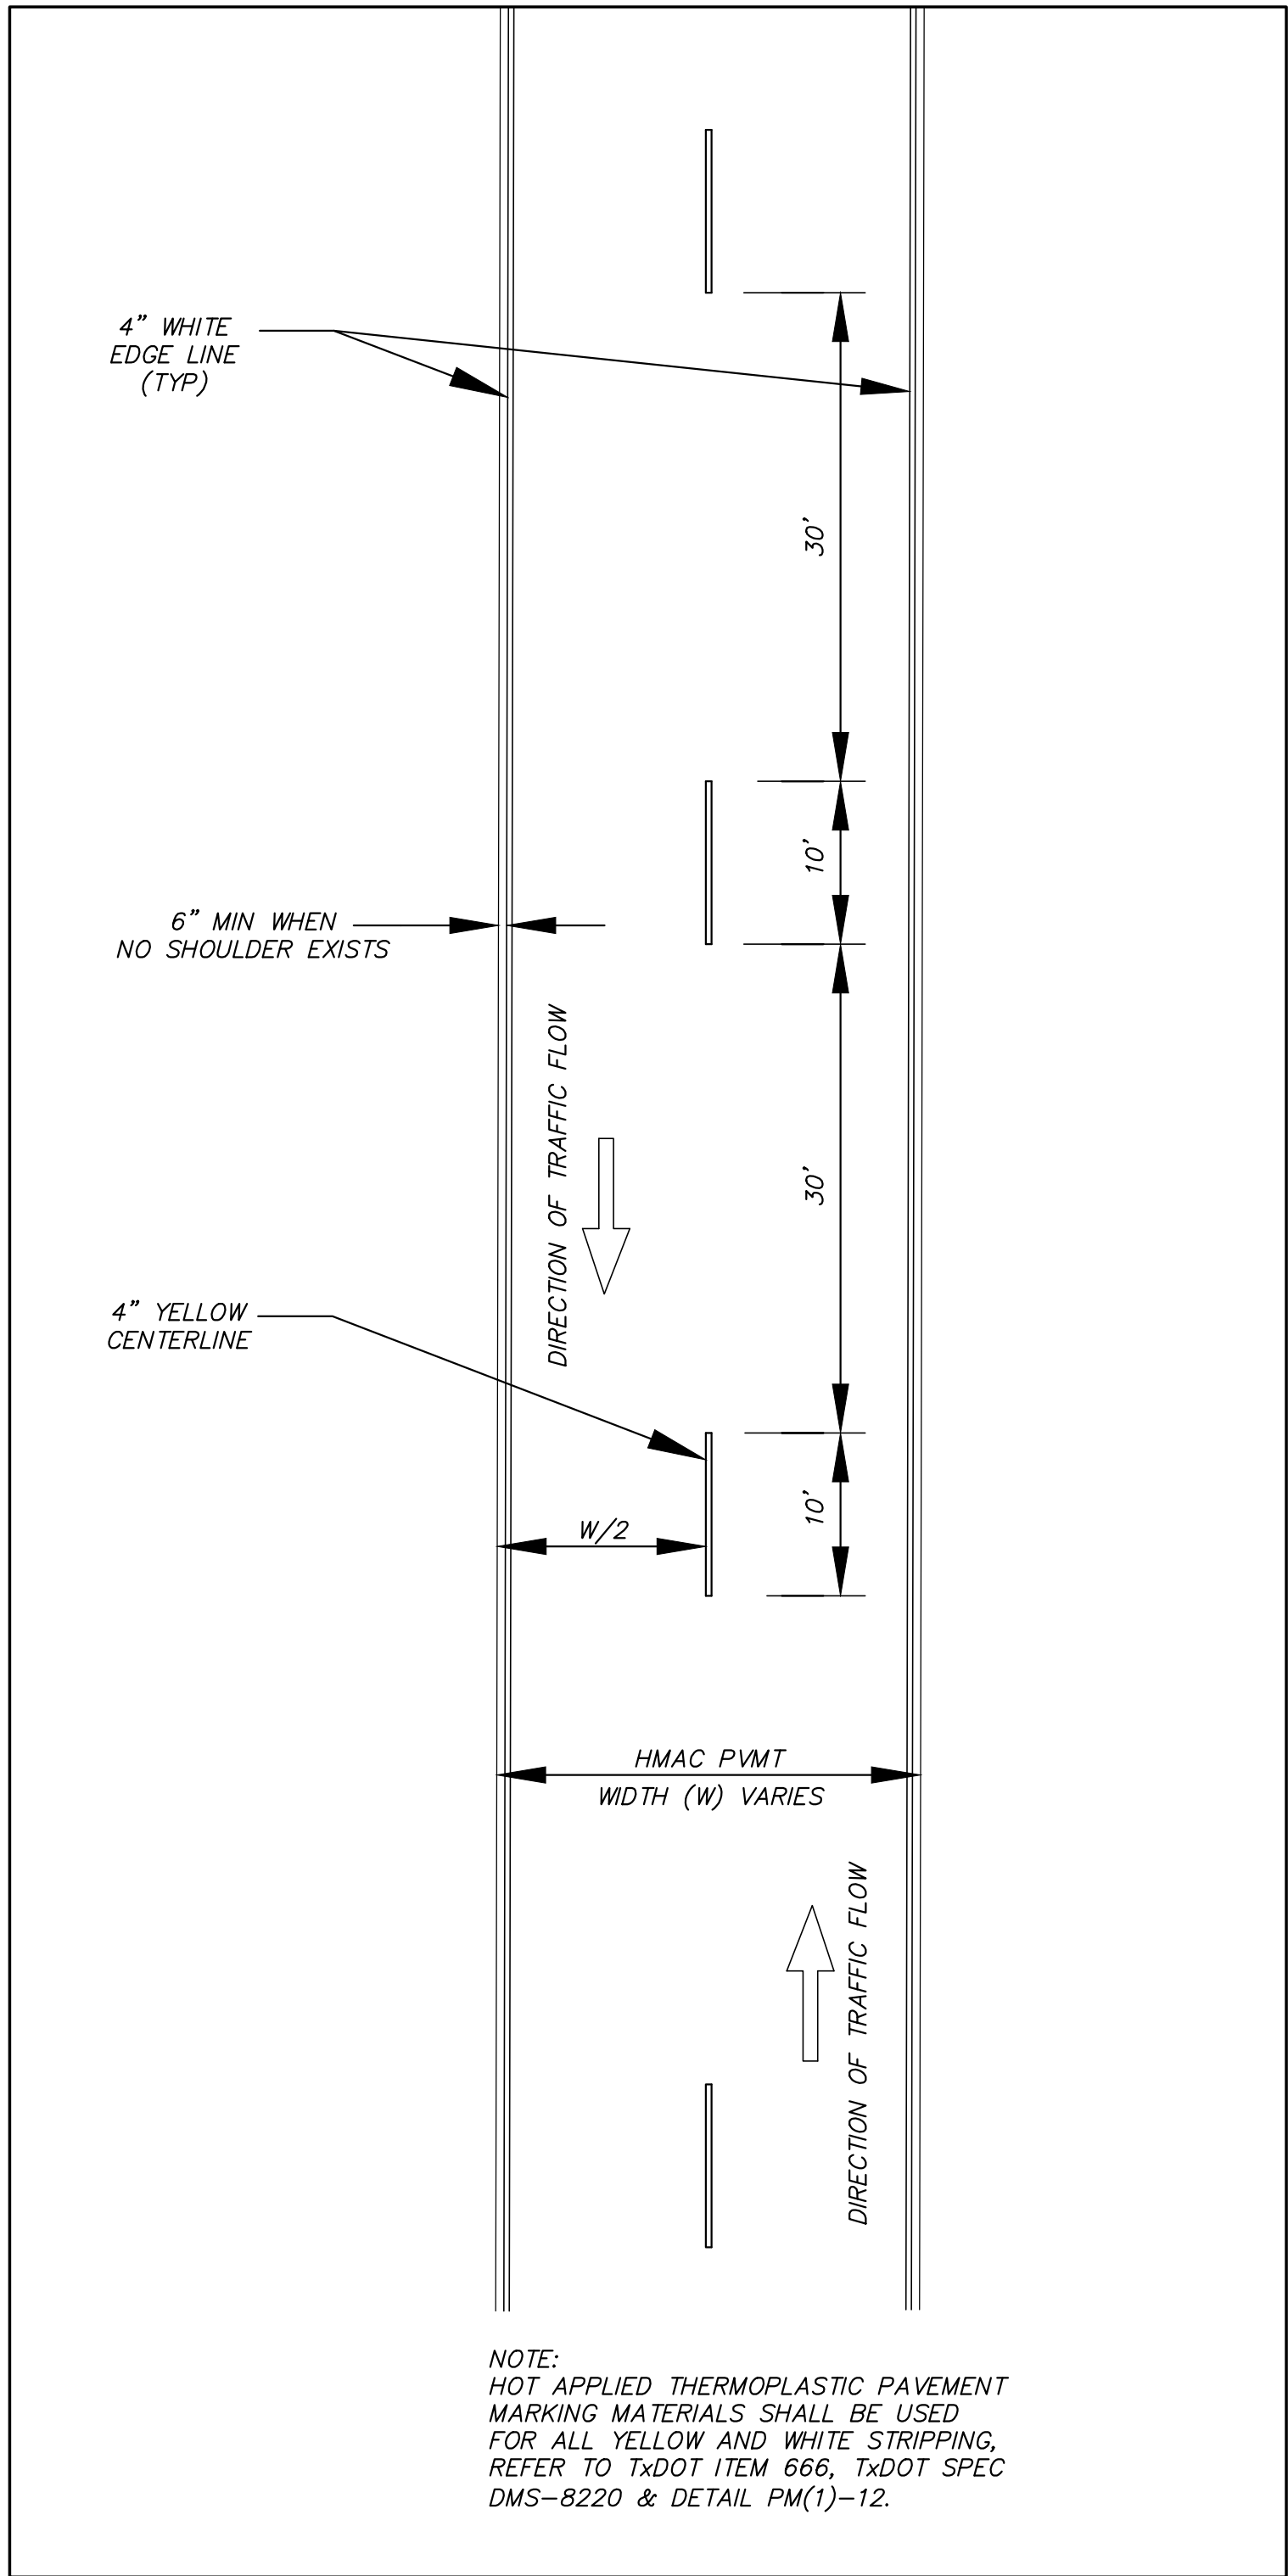 4" WHITE
EDGE LINE
(TYP)
30'
10'
6" MIN WHEN
NO SHOULDER EXISTS
DIRECTION OF TRAFFIC FLOW
30'
4" YELLOW
CENTERLINE
10'
W/2
HMAC PVMT
WIDTH (W) VARIES
DIRECTION OF TRAFFIC FLOW
NOTE:
HOT APPLIED THERMOPLASTIC PAVEMENT
MARKING MATERIALS SHALL BE USED
FOR ALL YELLOW AND WHITE STRIPPING,
REFER TO TxDOT ITEM 666, TxDOT SPEC
DMS-8220 & DETAIL PM(1)-12.